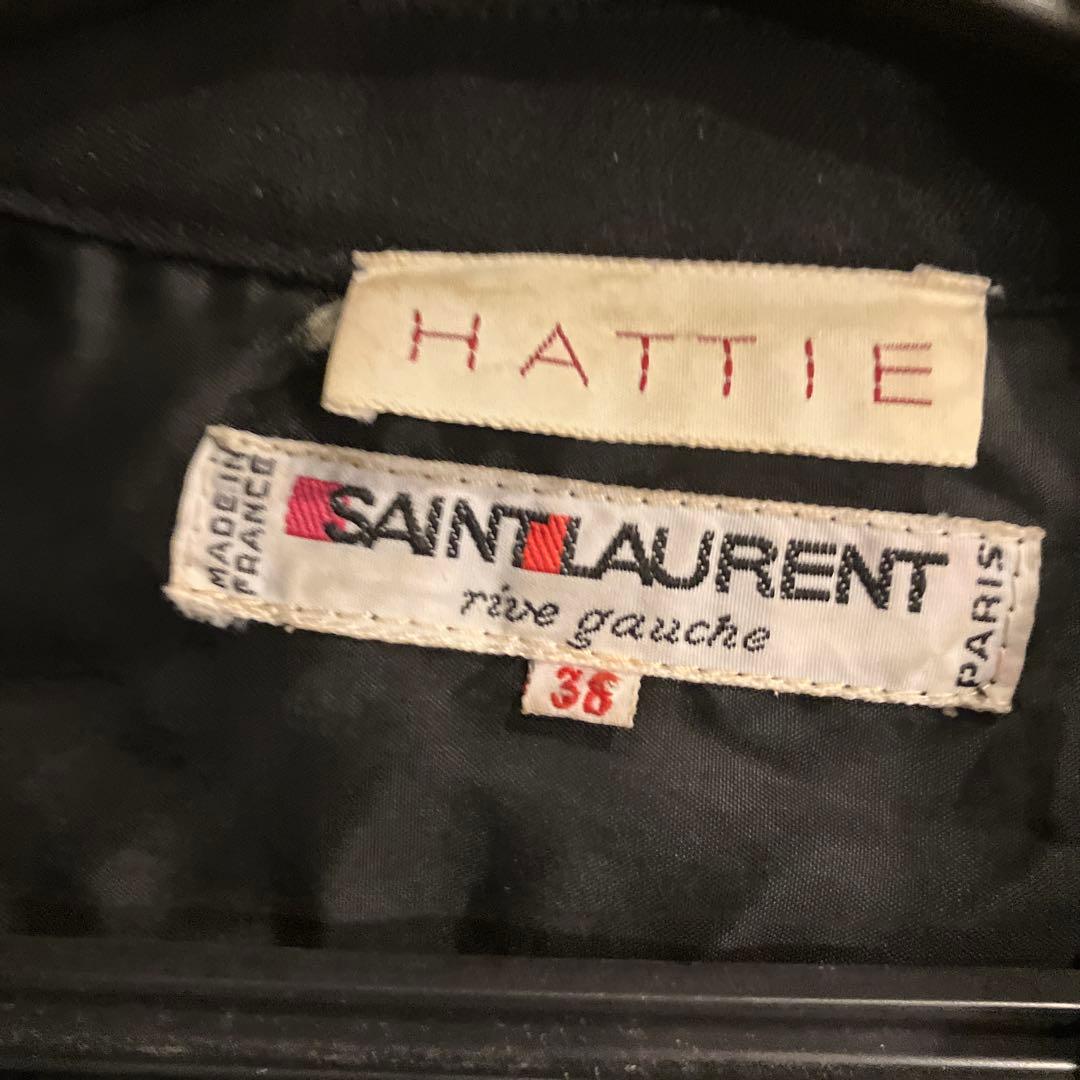 HATTIE
MADE IN
FRANCE
SAINT LAURENT
rive gauche
PARIS
38